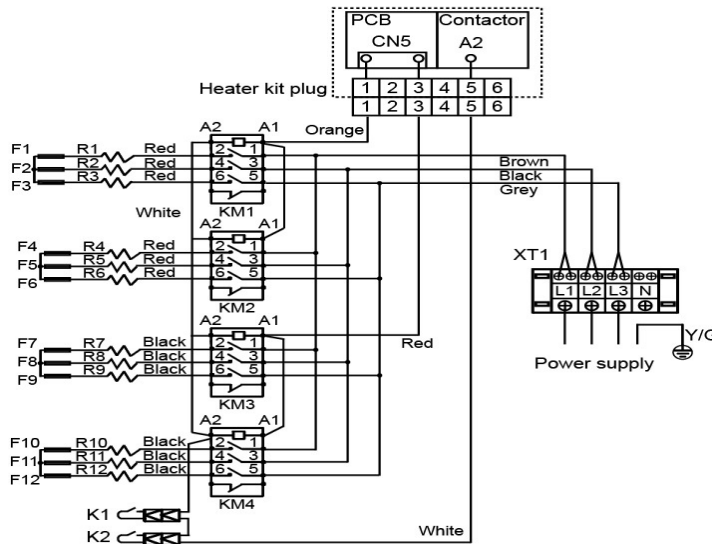 PCB
Contactor
CN5
A2
Heater kit plug
1 2 3 4 5 6
1 2 3 4 5 6
A2 A1
Orange
F1 R1 Red 2 1
F2 R2 Red 4 3
F3 R3 Red 6 5
Brown
Black
Grey
White
KM1
A2 A1
F4 R4 Red 2 1
F5 R5 Red 4 3
F6 R6 Red 6 5
KM2
XT1
L1 L2 L3 N
A2 A1
Red
Y/G
F7 R7 Black 2 1
F8 R8 Black 4 3
F9 R9 Black 6 5
Power supply
KM3
A2 A1
F10 R10 Black 2 1
F11 R11 Black 4 3
F12 R12 Black 6 5
KM4
K1
K2
White